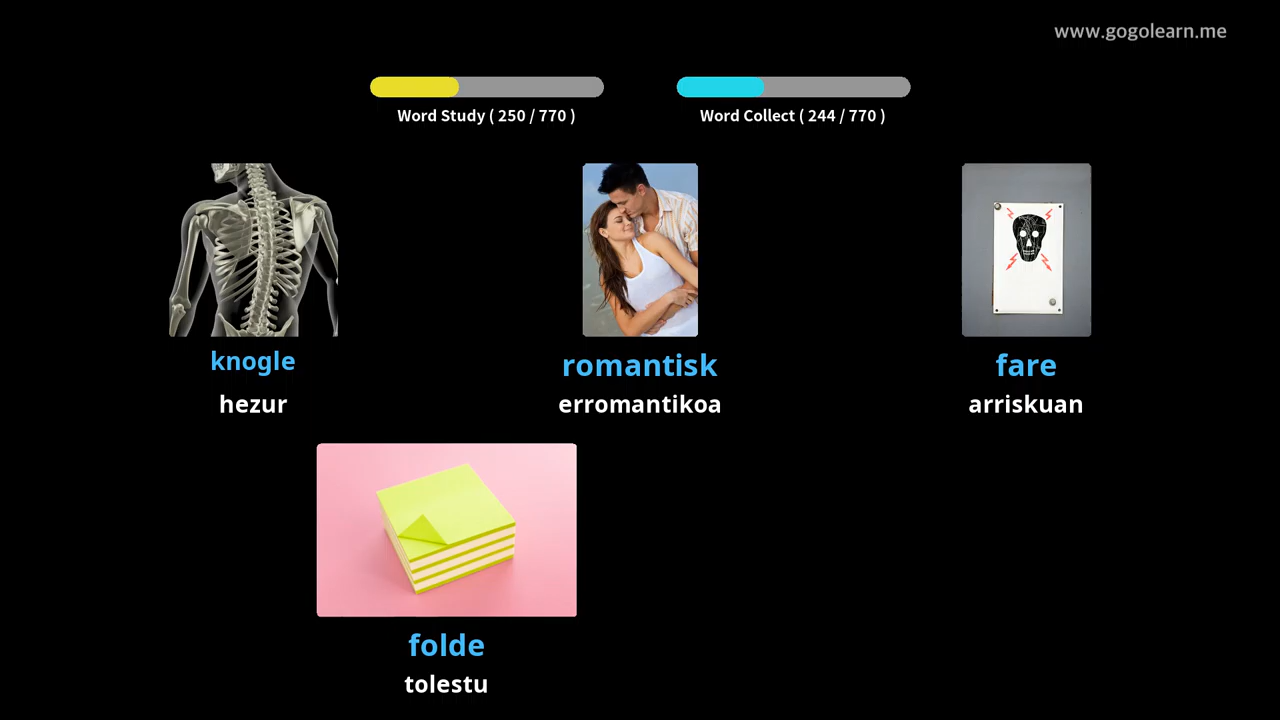 www.gogolearn.me
Word Study ( 250 / 770 )
Word Collect ( 244 / 770 )
knogle
hezur
romantisk
erromantikoa
fare
arriskuan
folde
tolestu